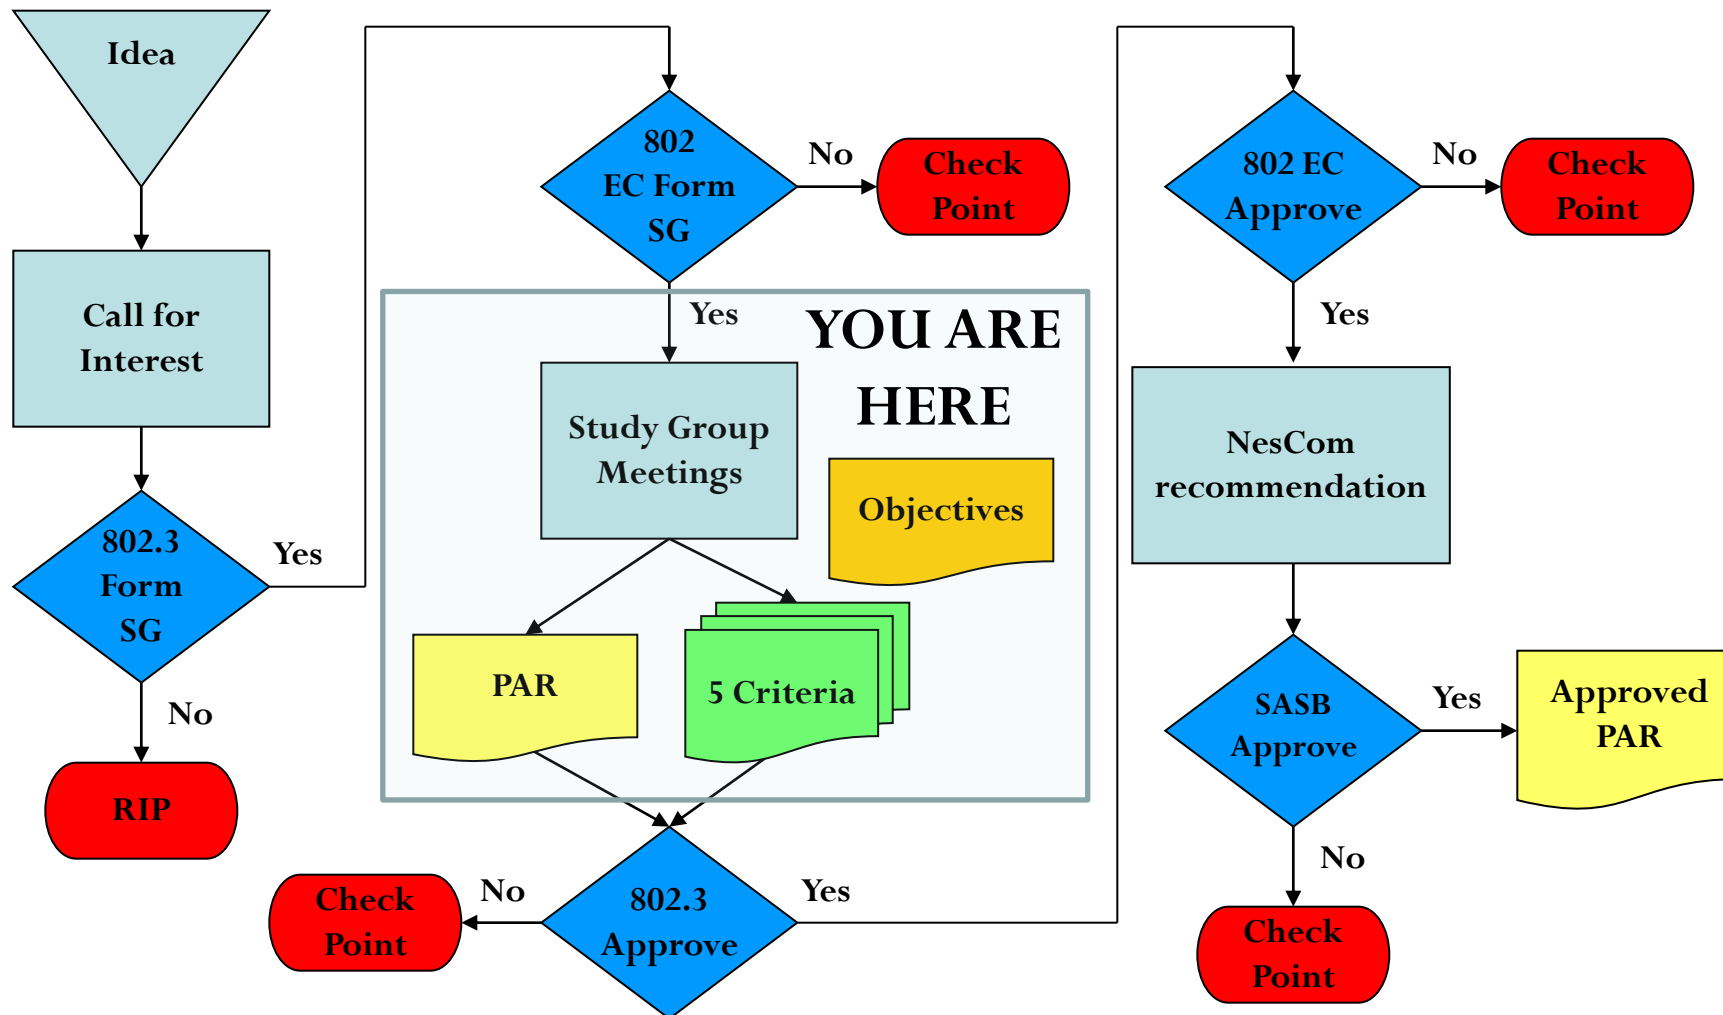 Idea
Call for
Interest
802.3
Form
SG
Yes
No
RIP
802
EC Form
SG
No
Check
Point
Yes
YOU ARE
HERE
Study Group
Meetings
Objectives
PAR
5 Criteria
802.3
Approve
No
Check
Point
Yes
802 EC
Approve
No
Check
Point
Yes
NesCom
recommendation
SASB
Approve
Yes
Approved
PAR
No
Check
Point